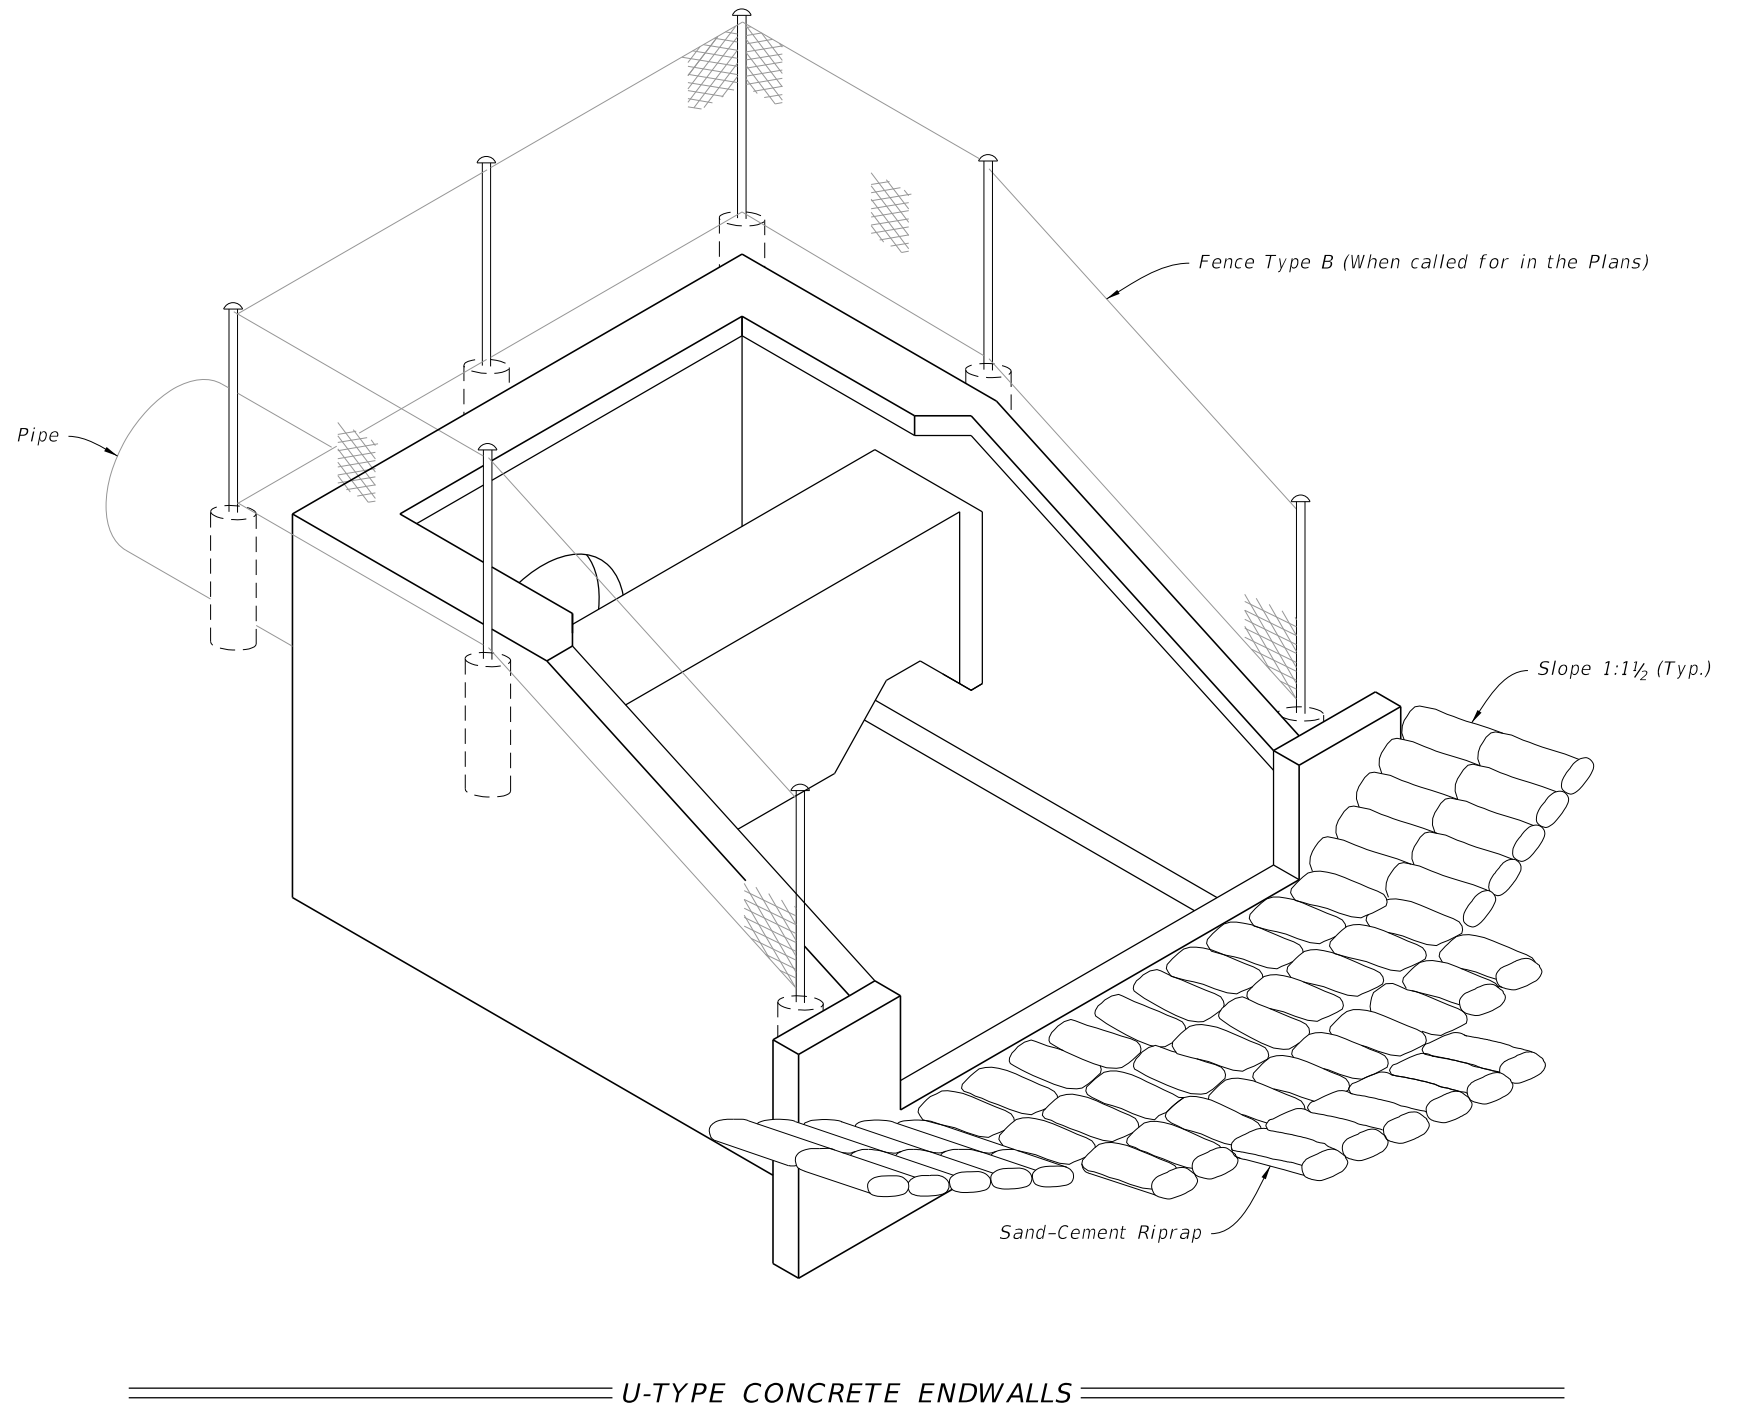 Fence Type B (When called for in the Plans)
Pipe
Slope 1:1½ (Typ.)
Sand-Cement Riprap
U-TYPE CONCRETE ENDWALLS